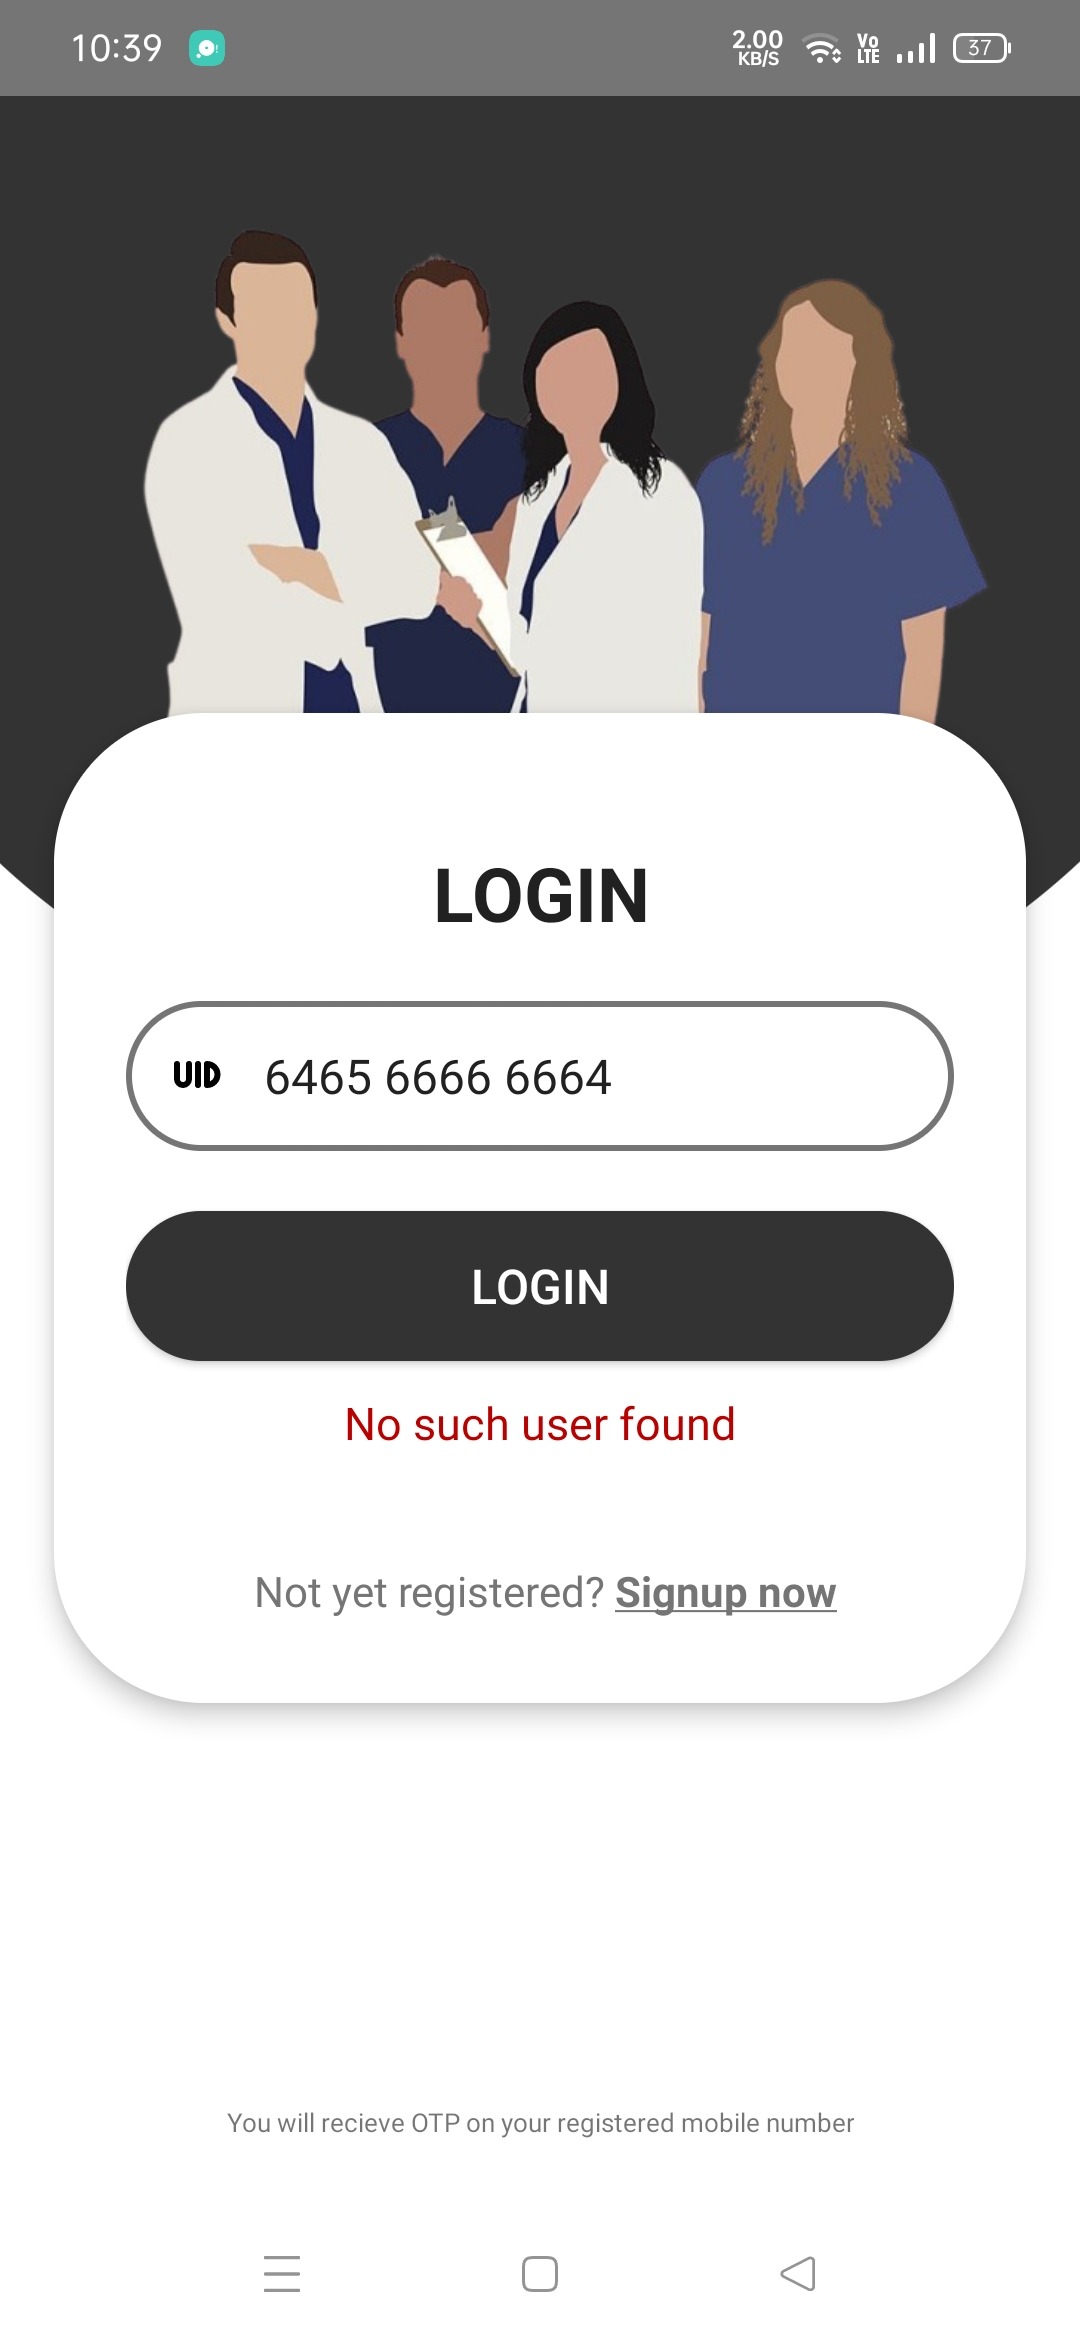 10:39
2.00
KB/S
Vo
LTE
37
LOGIN
UID 6465 6666 6664
LOGIN
No such user found
Not yet registered? Signup now
You will recieve OTP on your registered mobile number